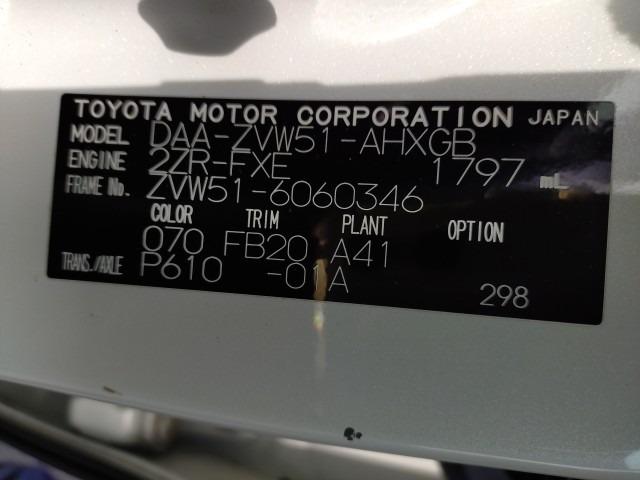 TOYOTA MOTOR CORPORATION JAPAN
MODEL DAA-ZVW51-AHXGB
ENGINE 2ZR-FXE 1797 mL
FRAME No. ZVW51-6060346
COLOR TRIM PLANT OPTION
070 FB20 A41
TRANS./AXLE P610 -01A
298